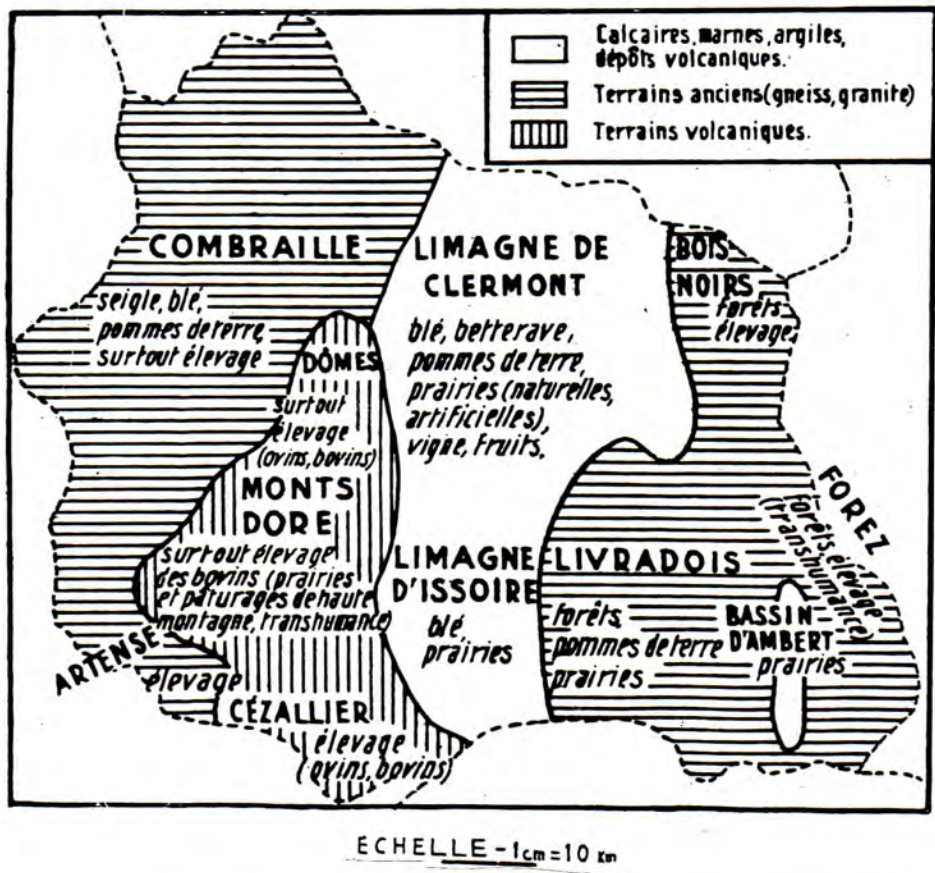 Calcaires, marnes, argiles,
dépôts volcaniques.
Terrains anciens (gneiss, granite)
Terrains volcaniques.
COMBRAILLE
seigle, blé,
pommes de terre,
surtout élevage
LIMAGNE DE
CLERMONT
blé, betterave,
pommes de terre,
prairies (naturelles,
artificielles),
vigne, Fruits.
BOIS
NOIRS
forêts
élevage
DÔMES
surtout
élevage
(ovins, bovins)
MONTS
DORE
surtout élevage
des bovins (prairies
et pâturages de haute
montagne, transhumance)
LIMAGNE
D'ISSOIRE
blé,
prairies
LIVRADOIS
forêts,
pommes de terre
prairies
FOREZ
forêts, élevage
(transhumance)
BASSIN
D'AMBERT
prairies
ARTENSE
élevage
CÉZALLIER
élevage
(ovins, bovins)
ÉCHELLE - 1cm = 10 km